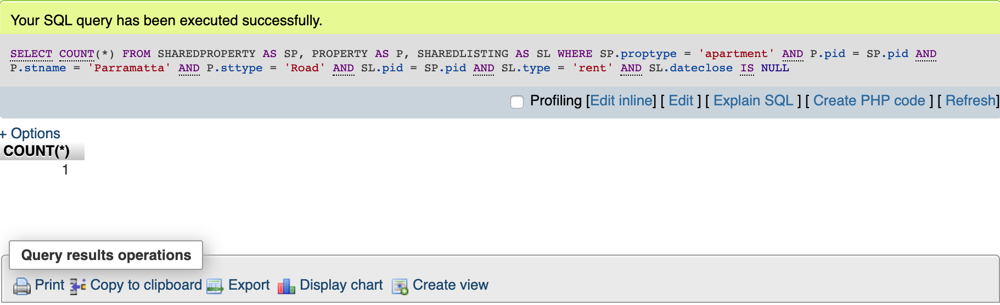 Your SQL query has been executed successfully.
SELECT COUNT(*) FROM SHAREDPROPERTY AS SP, PROPERTY AS P, SHAREDLISTING AS SL WHERE SP.proptype = 'apartment' AND P.pid = SP.pid AND
P.stname = 'Parramatta' AND P.sttype = 'Road' AND SL.pid = SP.pid AND SL.type = 'rent' AND SL.dateclose IS NULL
Profiling [Edit inline] [ Edit ] [ Explain SQL ] [ Create PHP code ] [ Refresh]
+ Options
COUNT(*)
1
Query results operations
Print Copy to clipboard Export Display chart Create view